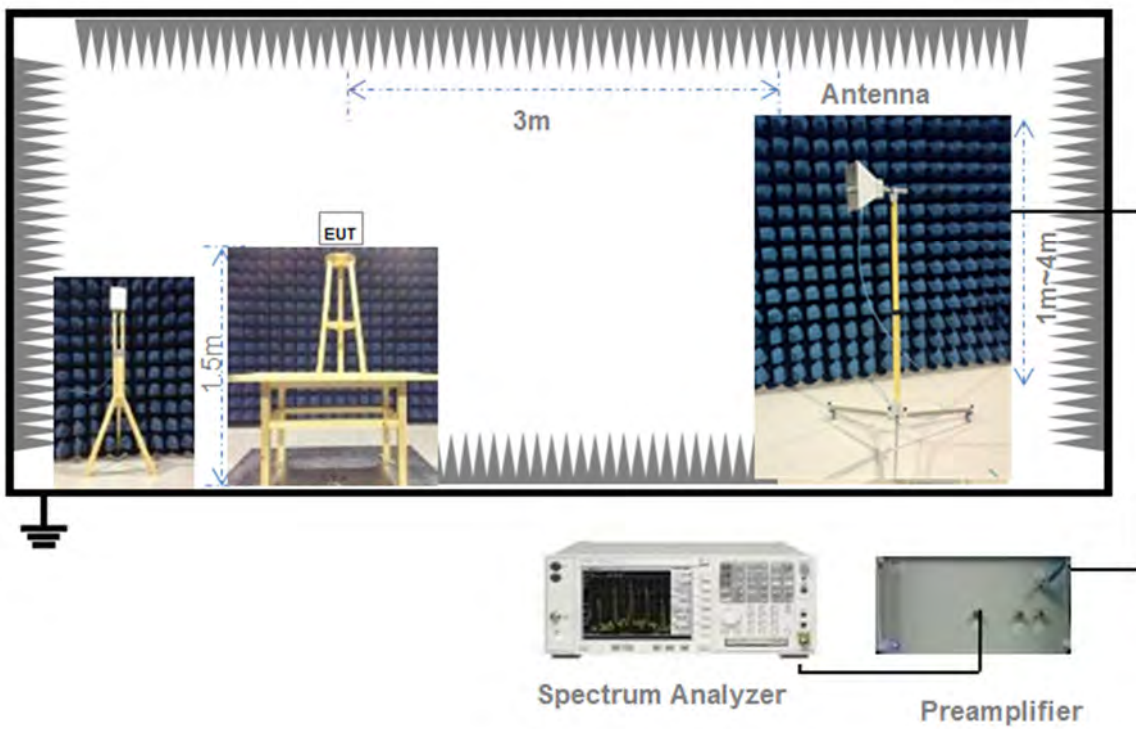 Antenna
3m
EUT
1.5m
1m~4m
Spectrum Analyzer
Preamplifier